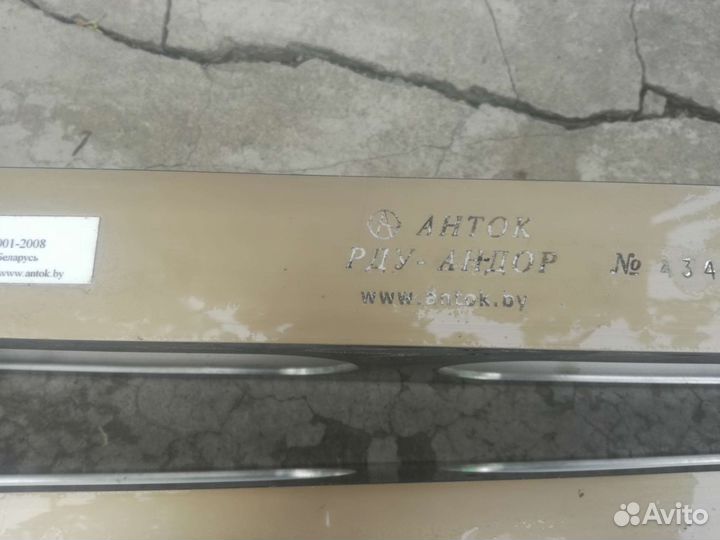 001-2008
Беларусь
www.antok.by
АНТОК
РДУ-АНДОР № 434
www.antok.by
Avito